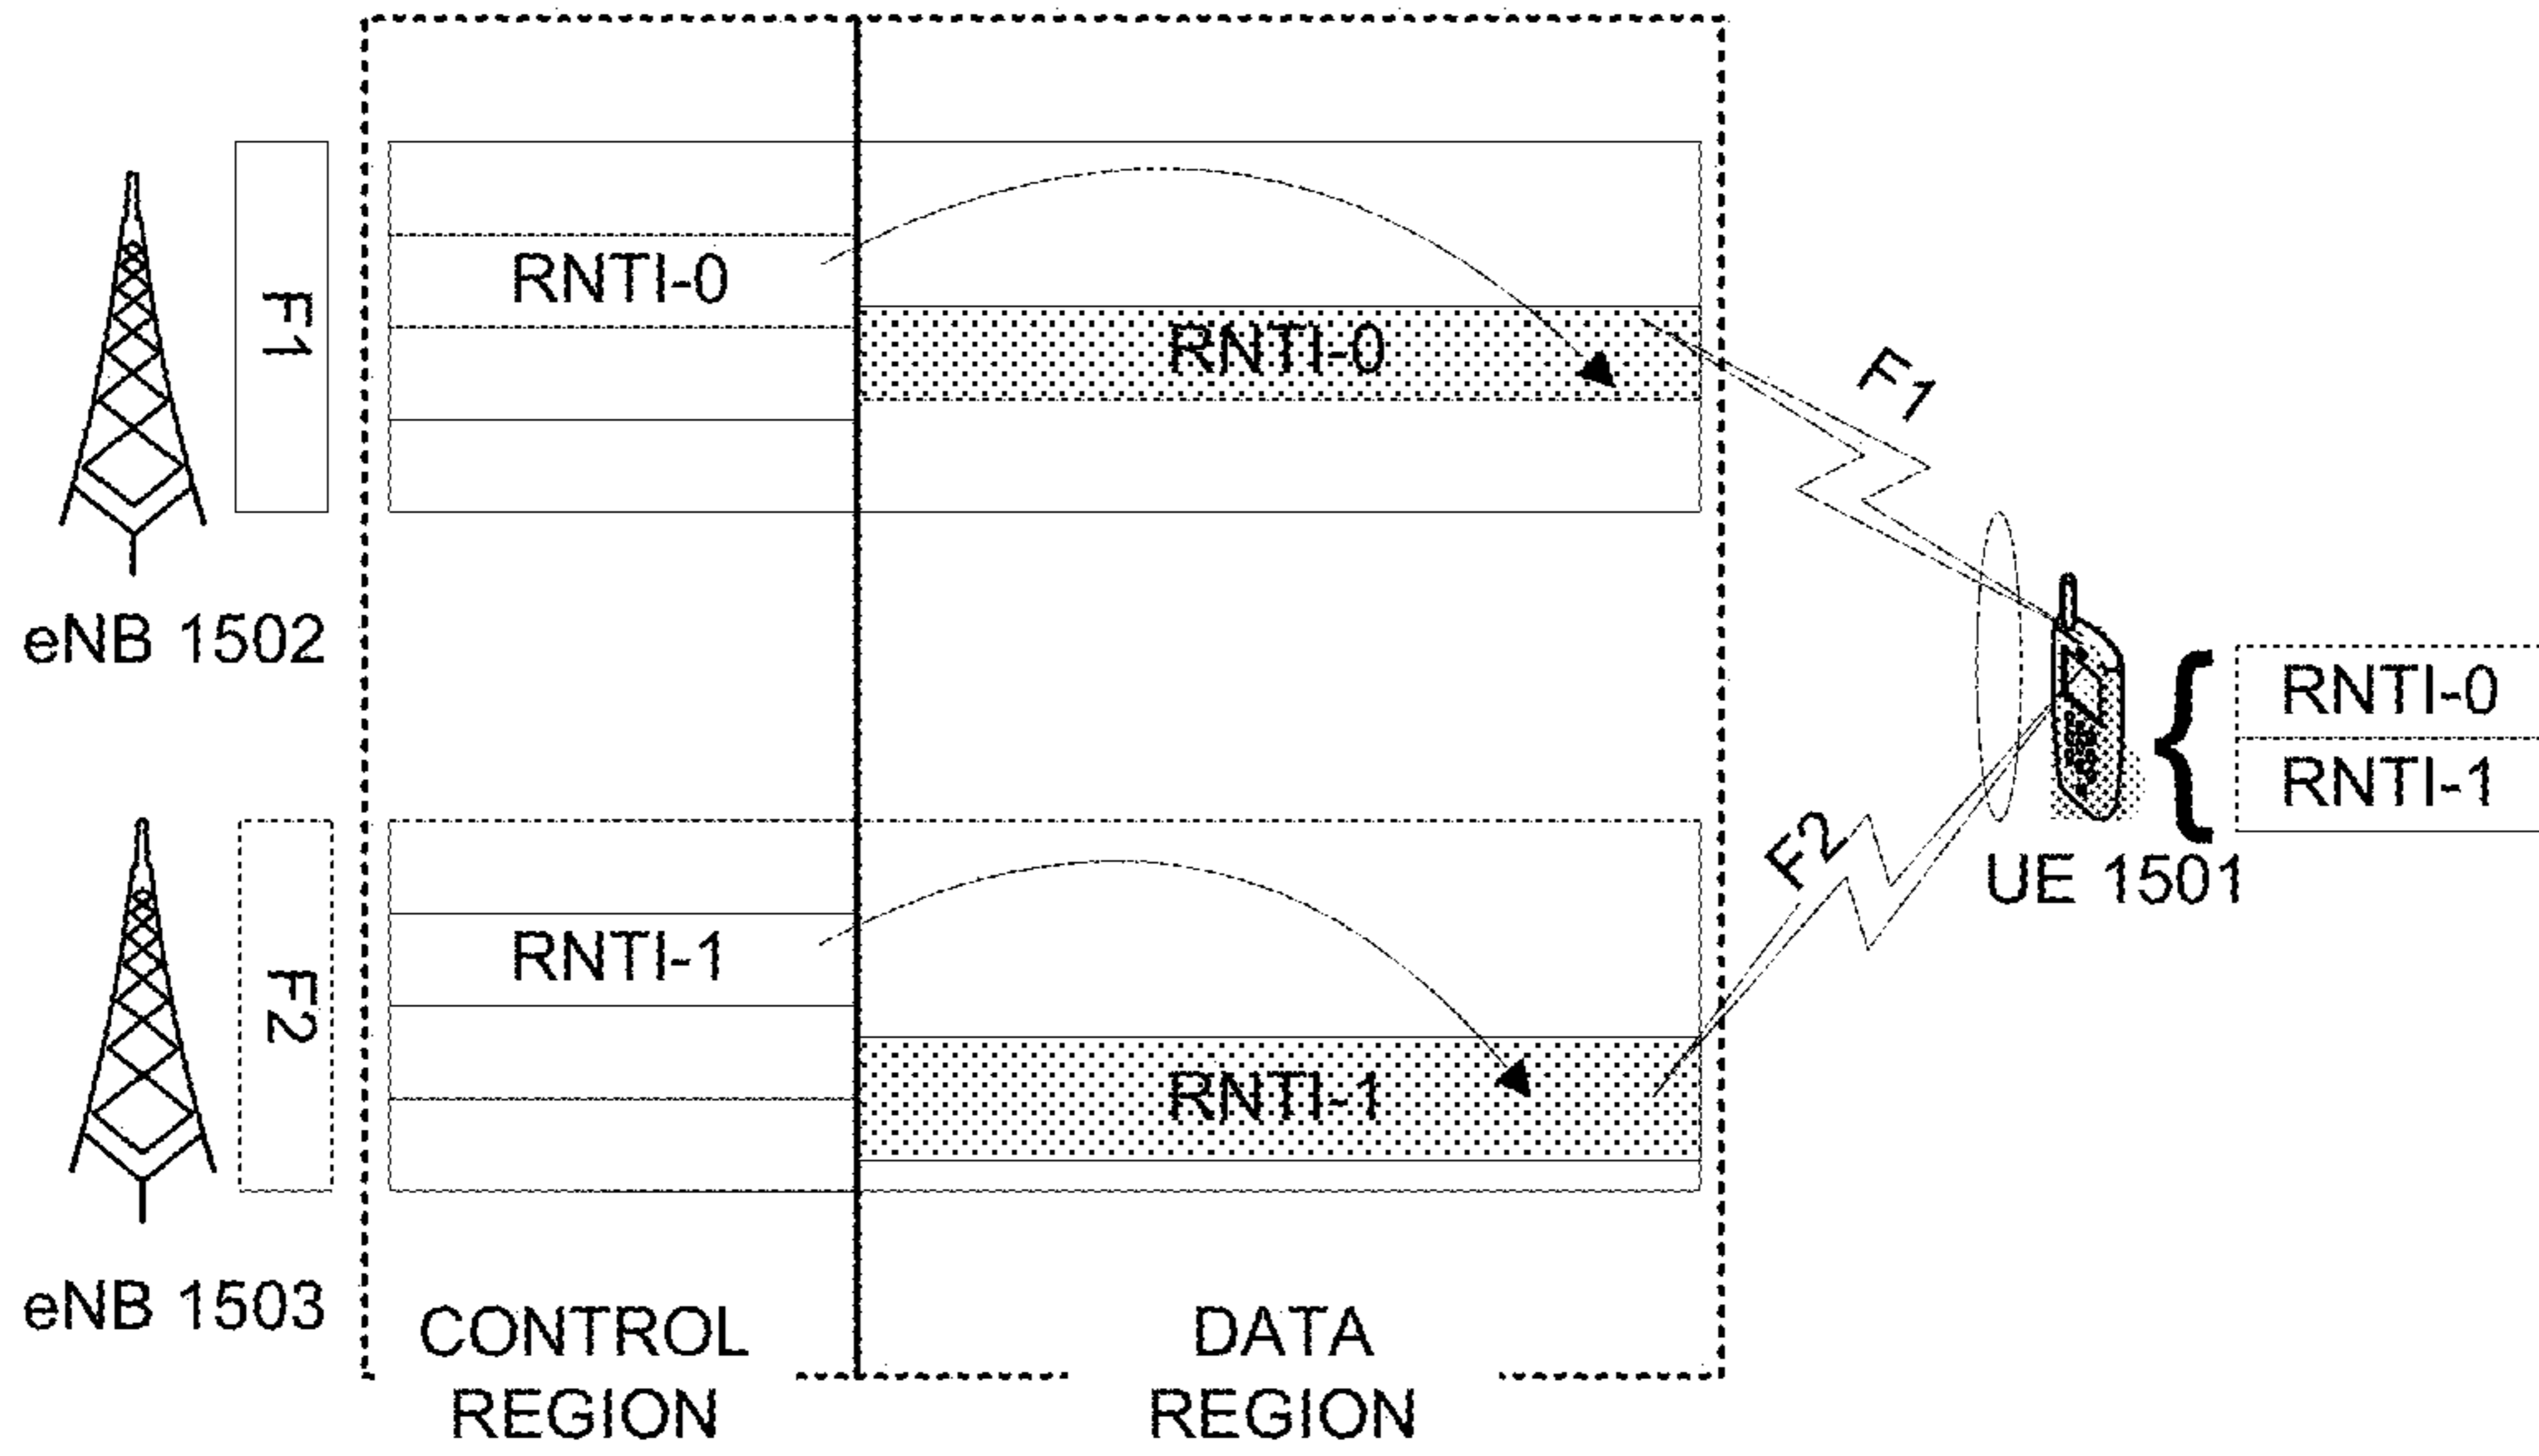 F1
RNTI-0
RNTI-0
F1
eNB 1502
RNTI-0
RNTI-1
UE 1501
F2
F2
RNTI-1
RNTI-1
eNB 1503
CONTROL
REGION
DATA
REGION